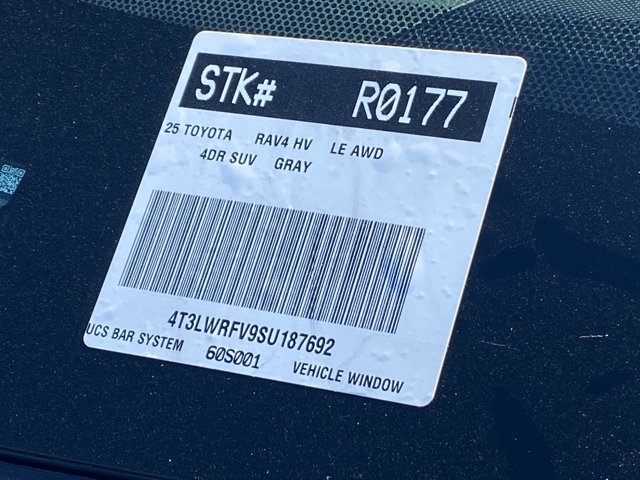 STK# R0177
25 TOYOTA RAV4 HV LE AWD
4DR SUV GRAY
4T3LWRFV9SU187692
UCS BAR SYSTEM 60S001 VEHICLE WINDOW